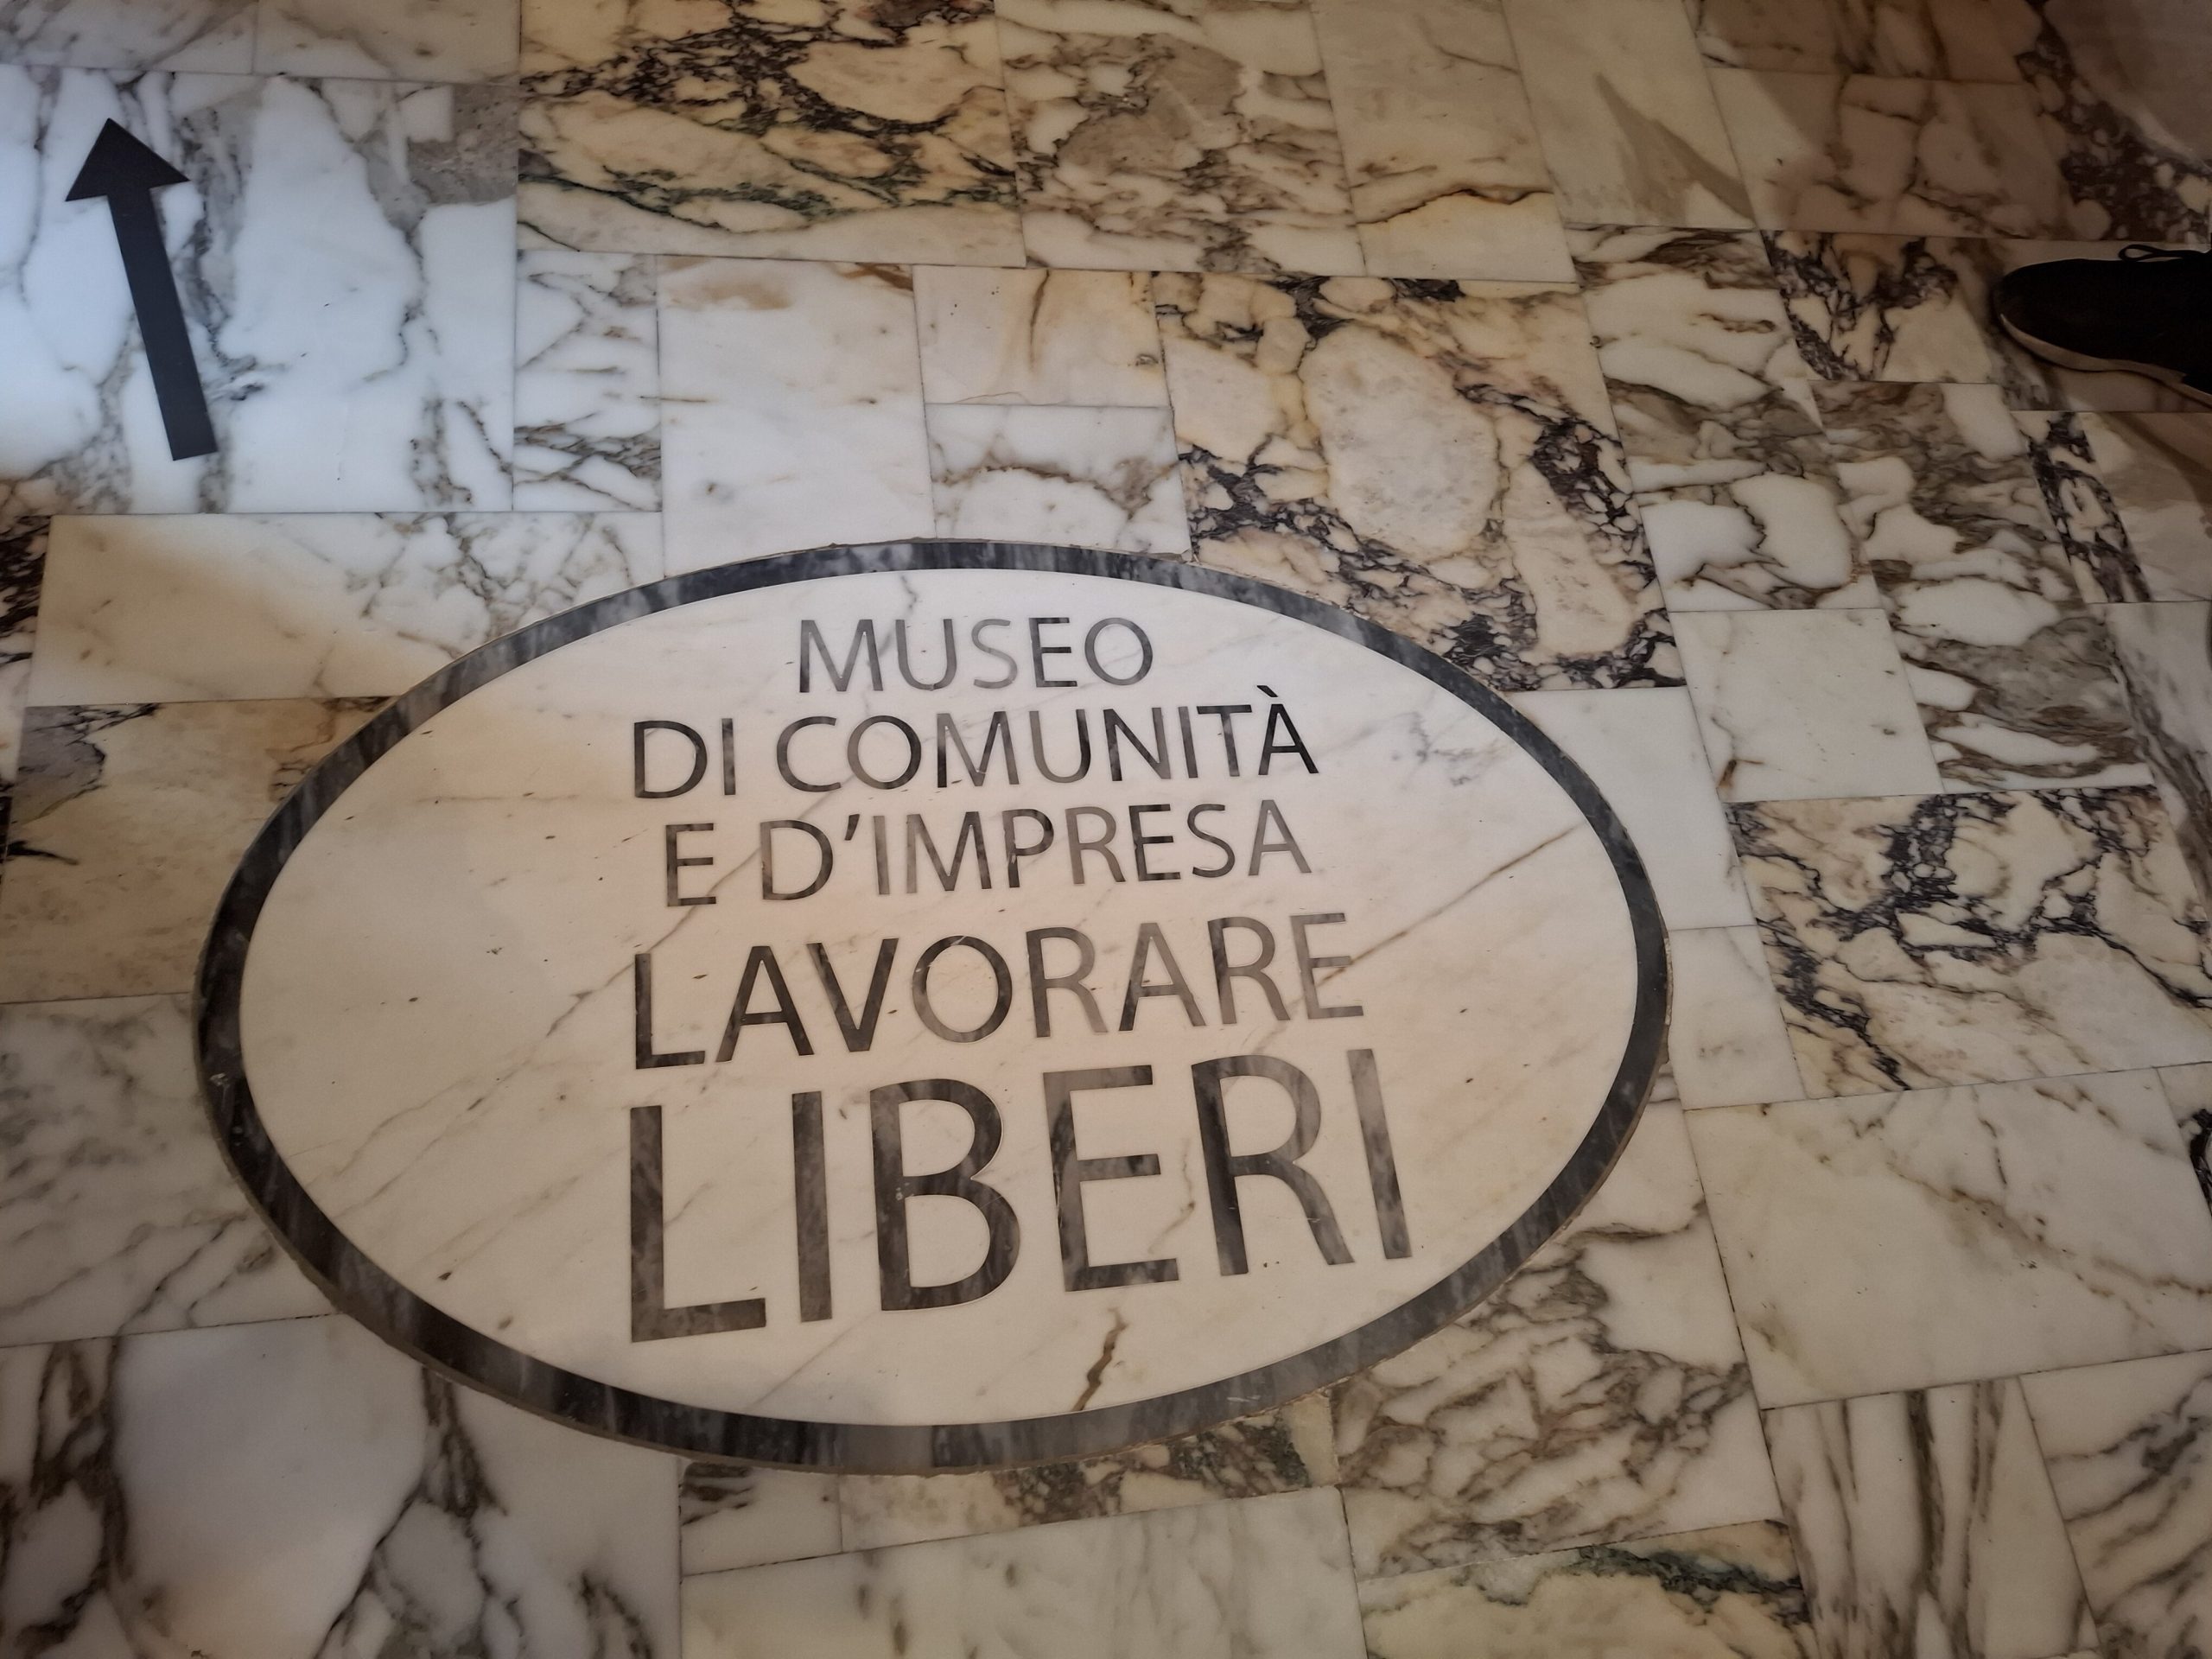 MUSEO
DI COMUNITÀ
E D'IMPRESA
LAVORARE
LIBERI